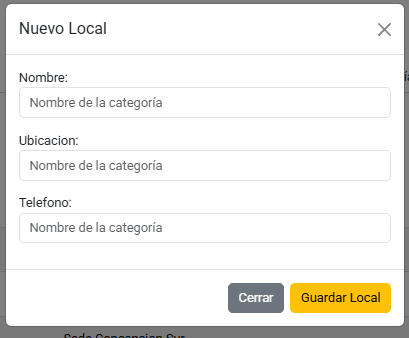 Nuevo Local
Nombre:
Nombre de la categoría
Ubicacion:
Nombre de la categoría
Telefono:
Nombre de la categoría
Cerrar
Guardar Local